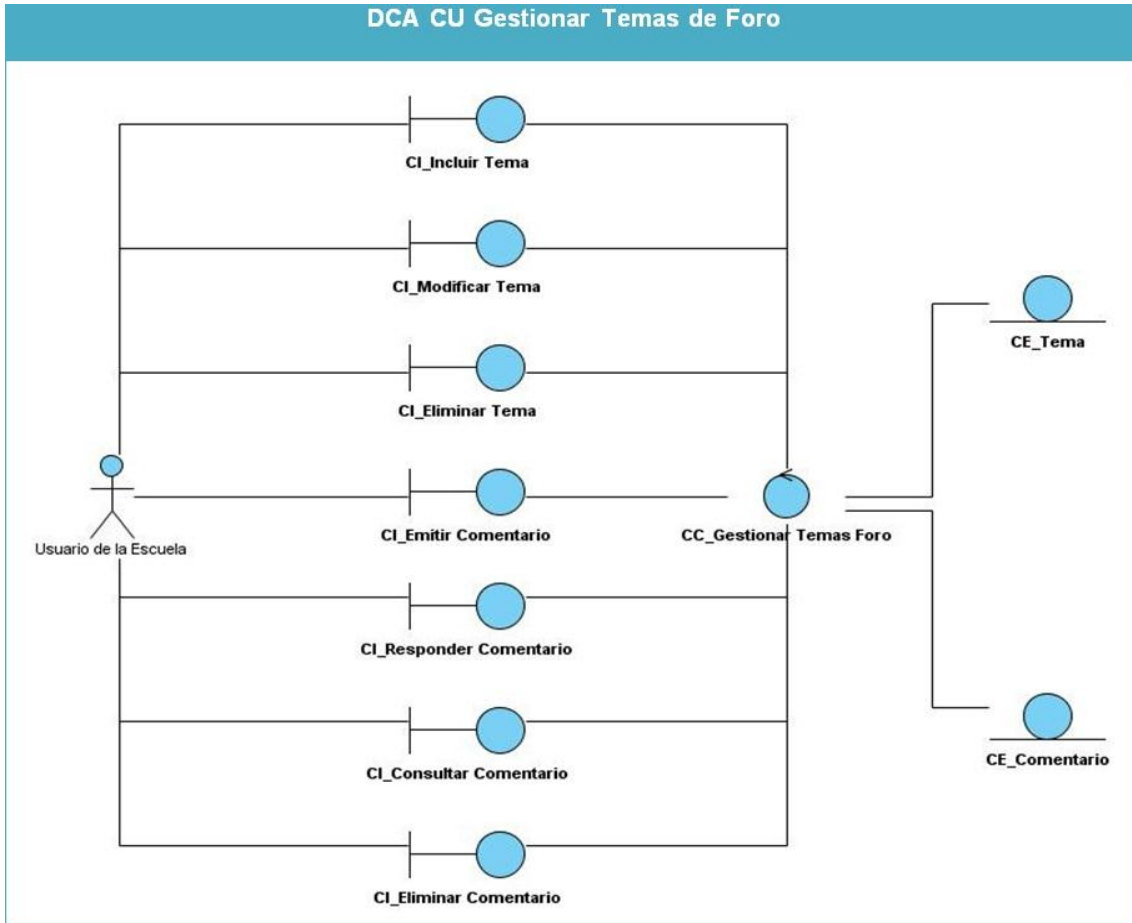 DCA CU Gestionar Temas de Foro
CI_Incluir Tema
CI_Modificar Tema
CE_Tema
CI_Eliminar Tema
CI_Emitir Comentario
CC_Gestionar Temas Foro
Usuario de la Escuela
CI_Responder Comentario
CI_Consultar Comentario
CE_Comentario
CI_Eliminar Comentario